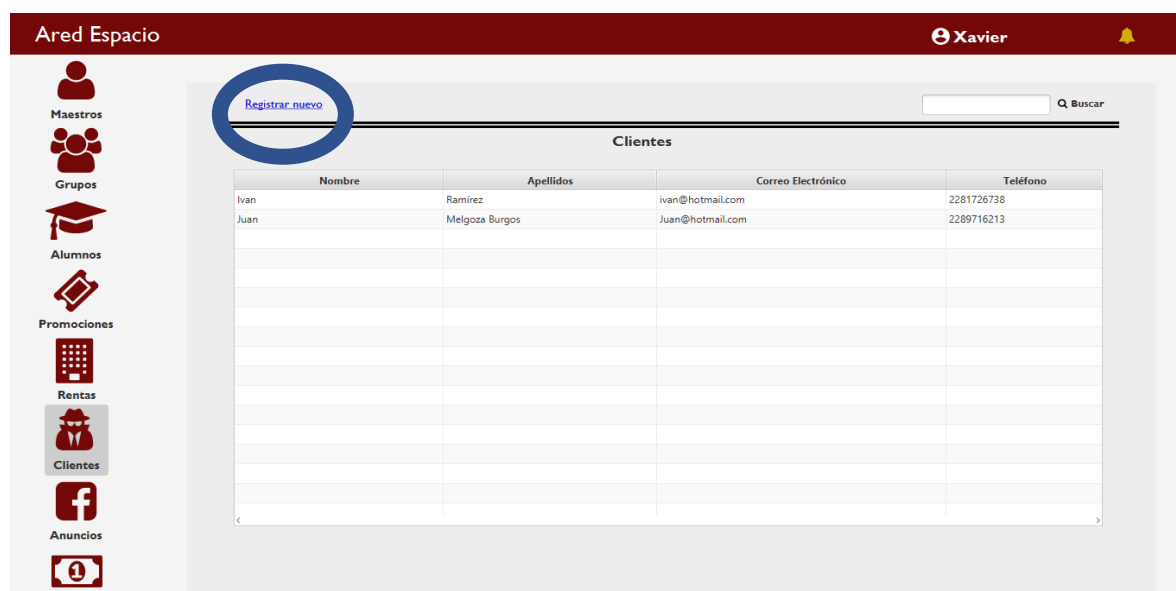 Ared Espacio
Xavier
Maestros
Grupos
Alumnos
Promociones
Rentas
Clientes
Anuncios
1
Registrar nuevo
Buscar
Clientes
Nombre Apellidos Correo Electrónico Teléfono
Ivan Ramírez ivan@hotmail.com 2281726738
Juan Melgoza Burgos Juan@hotmail.com 2289716213